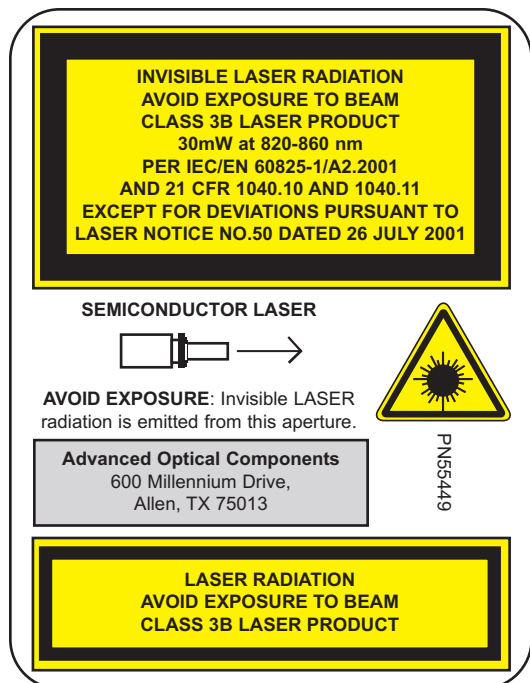 INVISIBLE LASER RADIATION
AVOID EXPOSURE TO BEAM
CLASS 3B LASER PRODUCT
30mW at 820-860 nm
PER IEC/EN 60825-1/A2.2001
AND 21 CFR 1040.10 AND 1040.11
EXCEPT FOR DEVIATIONS PURSUANT TO
LASER NOTICE NO.50 DATED 26 JULY 2001
SEMICONDUCTOR LASER
AVOID EXPOSURE: Invisible LASER
radiation is emitted from this aperture.
PN55449
Advanced Optical Components
600 Millennium Drive,
Allen, TX 75013
LASER RADIATION
AVOID EXPOSURE TO BEAM
CLASS 3B LASER PRODUCT